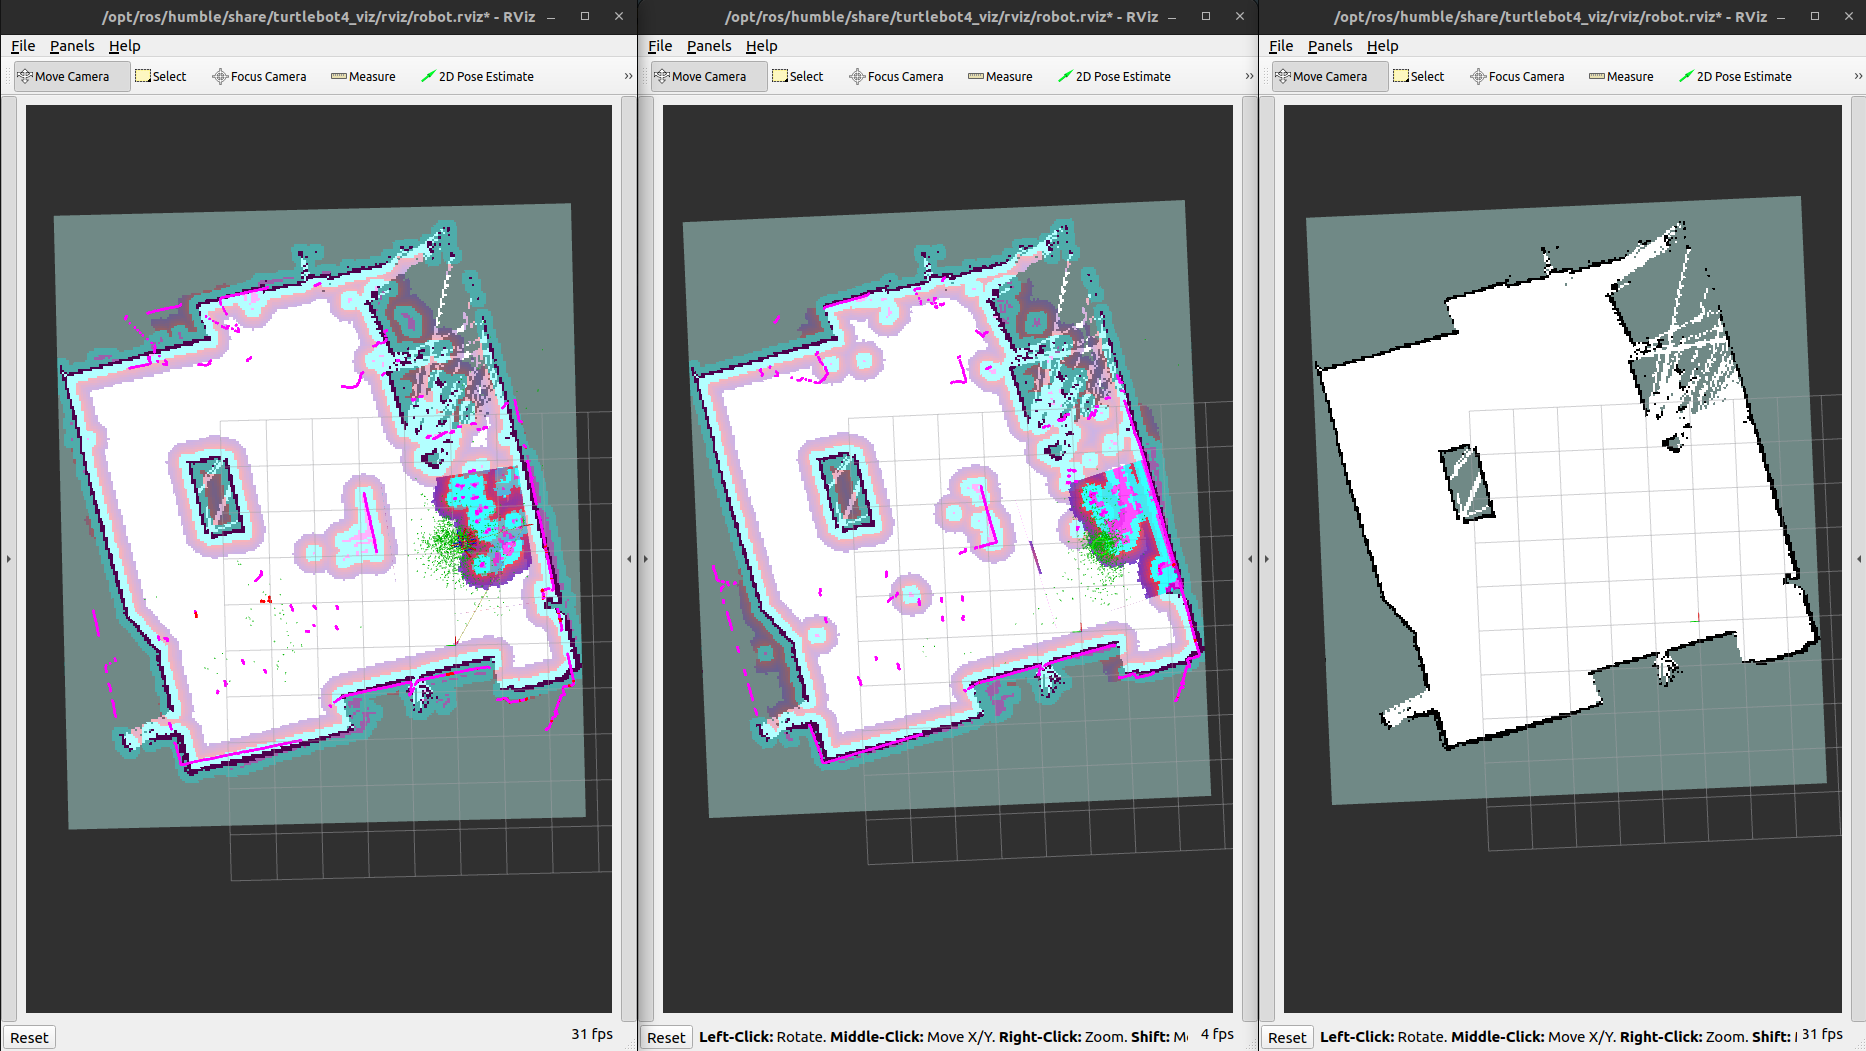 /opt/ros/humble/share/turtlebot4_viz/rviz/robot.rviz* - RViz
File Panels Help
Move Camera Select Focus Camera Measure 2D Pose Estimate »
Reset 31 fps
/opt/ros/humble/share/turtlebot4_viz/rviz/robot.rviz* - RViz
File Panels Help
Move Camera Select Focus Camera Measure 2D Pose Estimate »
Reset Left-Click: Rotate. Middle-Click: Move X/Y. Right-Click: Zoom. Shift: Mo 4 fps
/opt/ros/humble/share/turtlebot4_viz/rviz/robot.rviz* - RViz
File Panels Help
Move Camera Select Focus Camera Measure 2D Pose Estimate »
Reset Left-Click: Rotate. Middle-Click: Move X/Y. Right-Click: Zoom. Shift: 31 fps